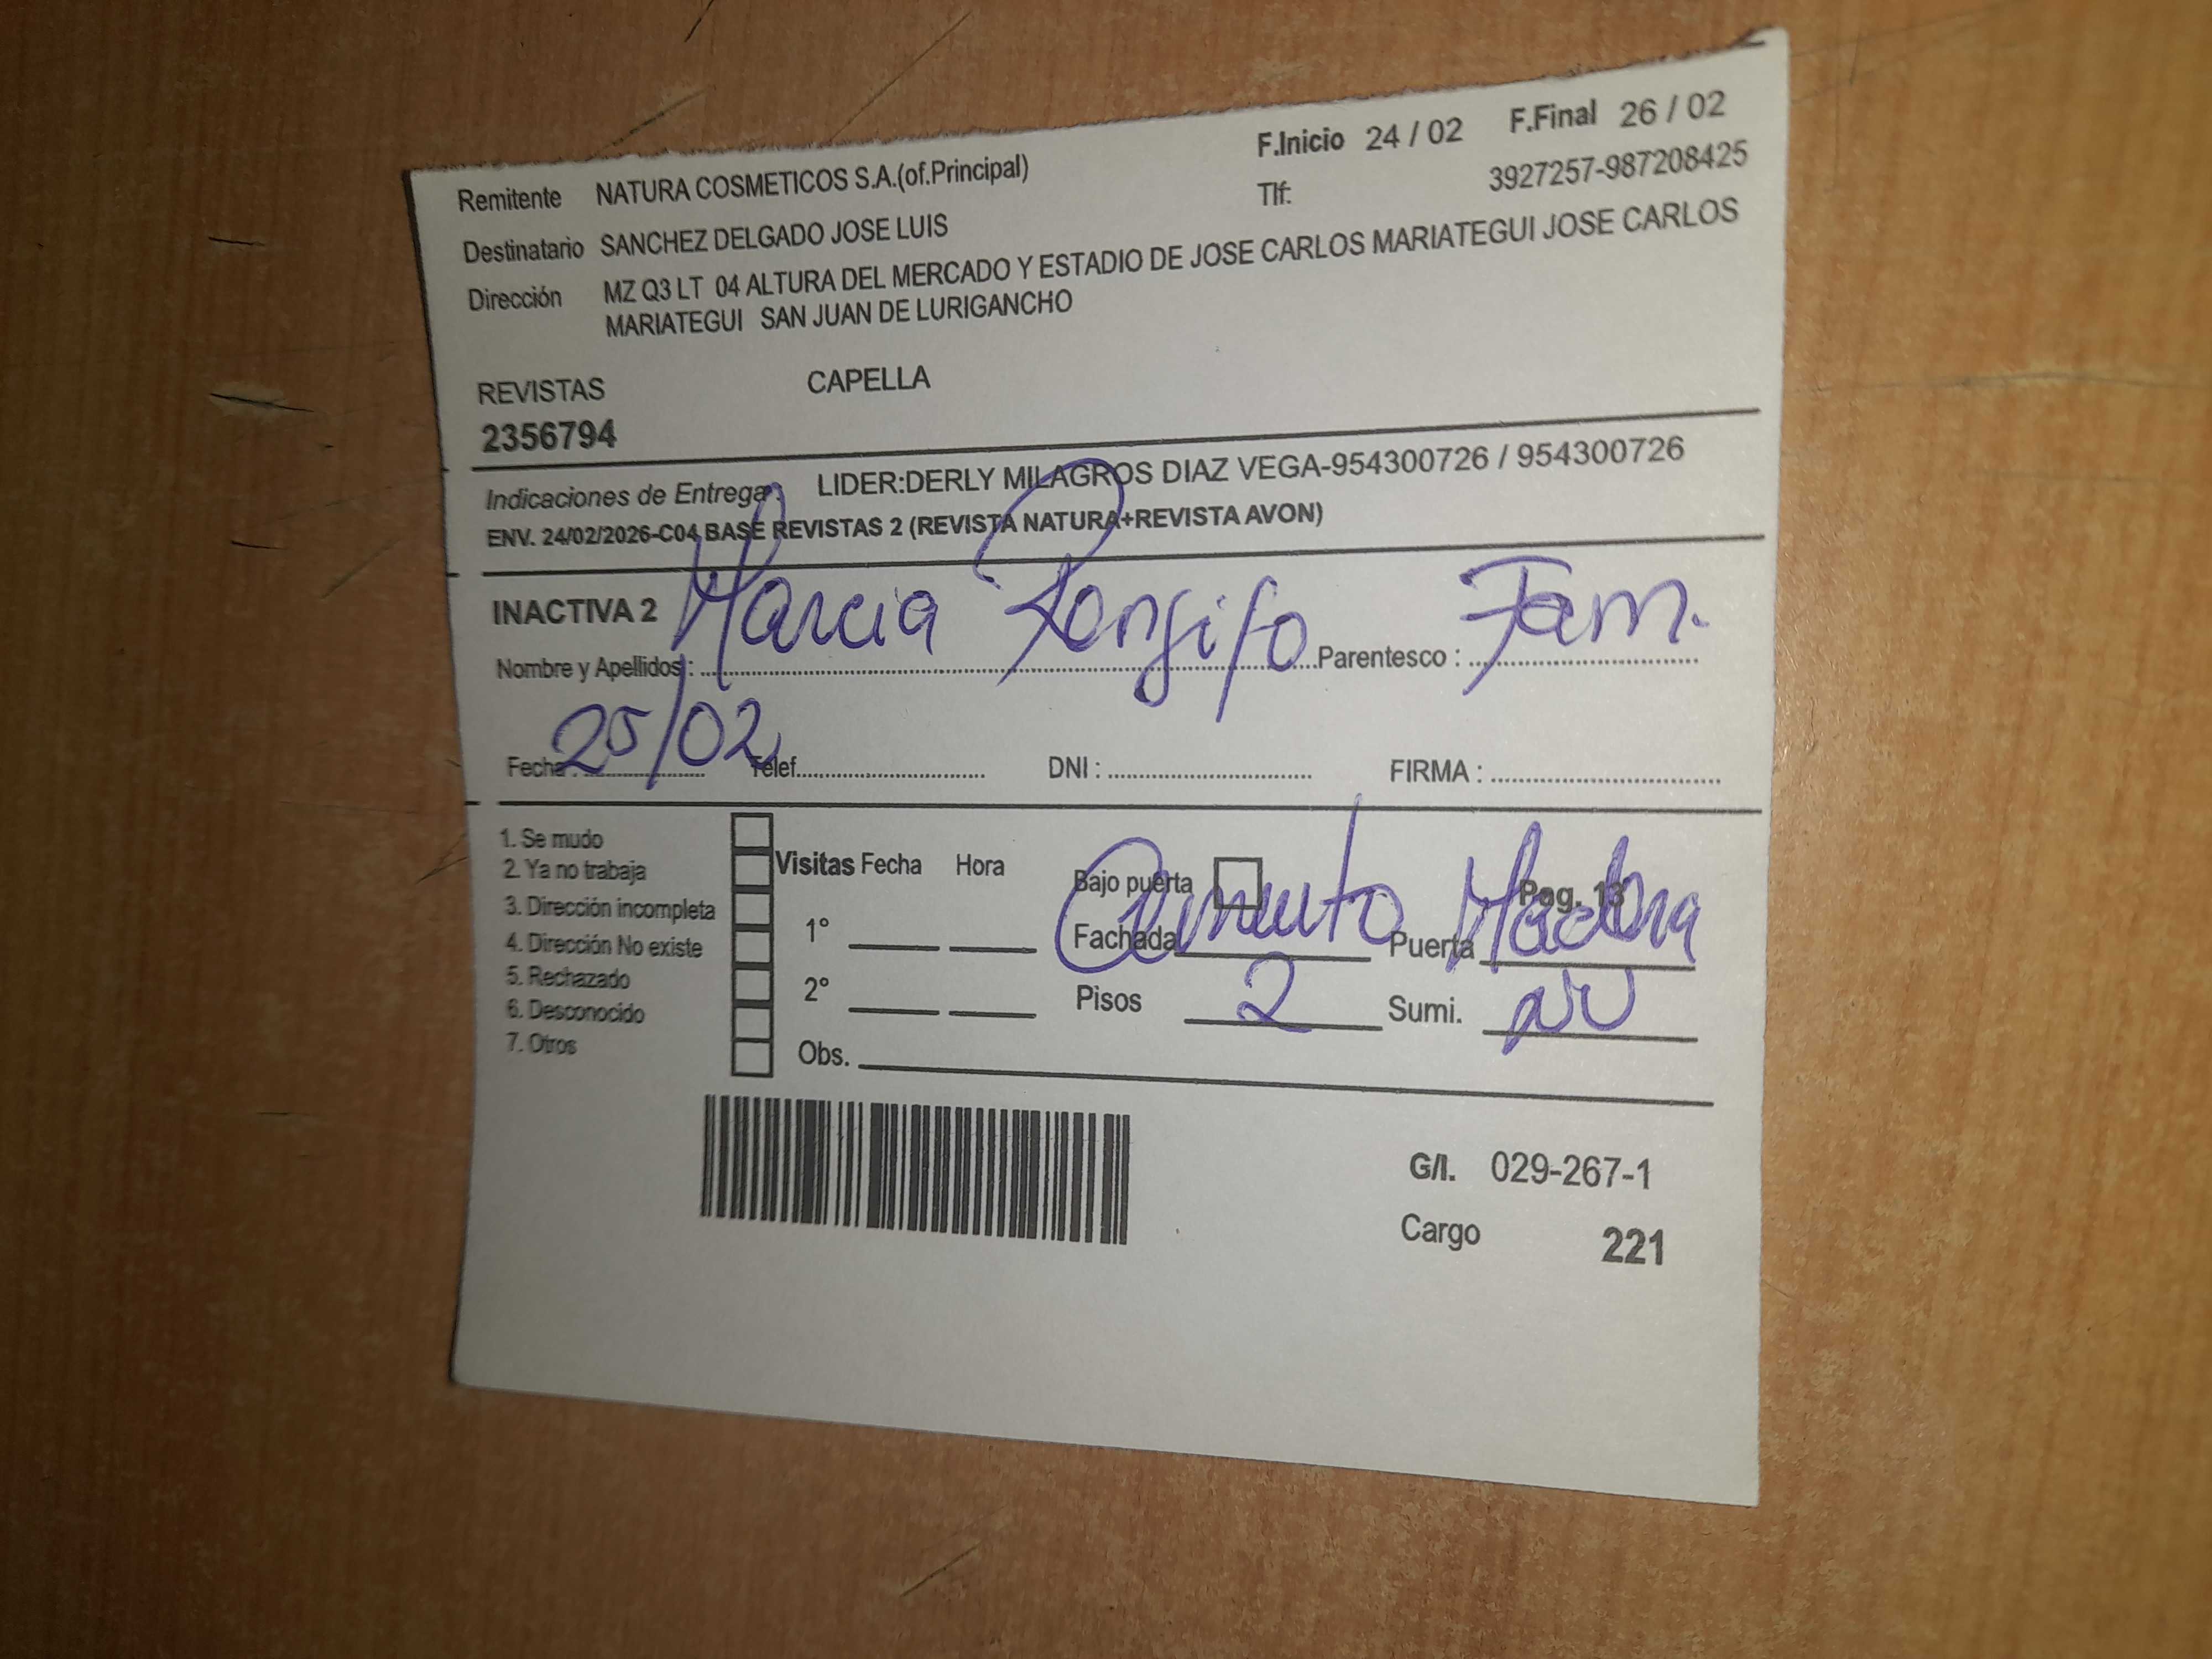 F.Inicio 24 / 02 F.Final 26 / 02
Remitente NATURA COSMETICOS S.A.(of.Principal) Tlf: 3927257-987208425
Destinatario SANCHEZ DELGADO JOSE LUIS
Dirección MZ Q3 LT 04 ALTURA DEL MERCADO Y ESTADIO DE JOSE CARLOS MARIATEGUI JOSE CARLOS
MARIATEGUI SAN JUAN DE LURIGANCHO
REVISTAS CAPELLA
2356794
Indicaciones de Entrega: LIDER:DERLY MILAGROS DIAZ VEGA-954300726 / 954300726
ENV. 24/02/2026-C04 BASE REVISTAS 2 (REVISTA NATURA+REVISTA AVON)
INACTIVA 2
Nombre y Apellidos : Marcia Rengifo Parentesco : Fam.
Fecha : 25/02 Telef. DNI : FIRMA :
1. Se mudo
2. Ya no trabaja
3. Dirección incompleta
4. Dirección No existe
5. Rechazado
6. Desconocido
7. Otros
Visitas Fecha Hora
1°
2°
Obs.
Bajo puerta Pag. 13
Fachada Cemento Puerta Madera
Pisos 2 Sumi.
G/I. 029-267-1
Cargo 221